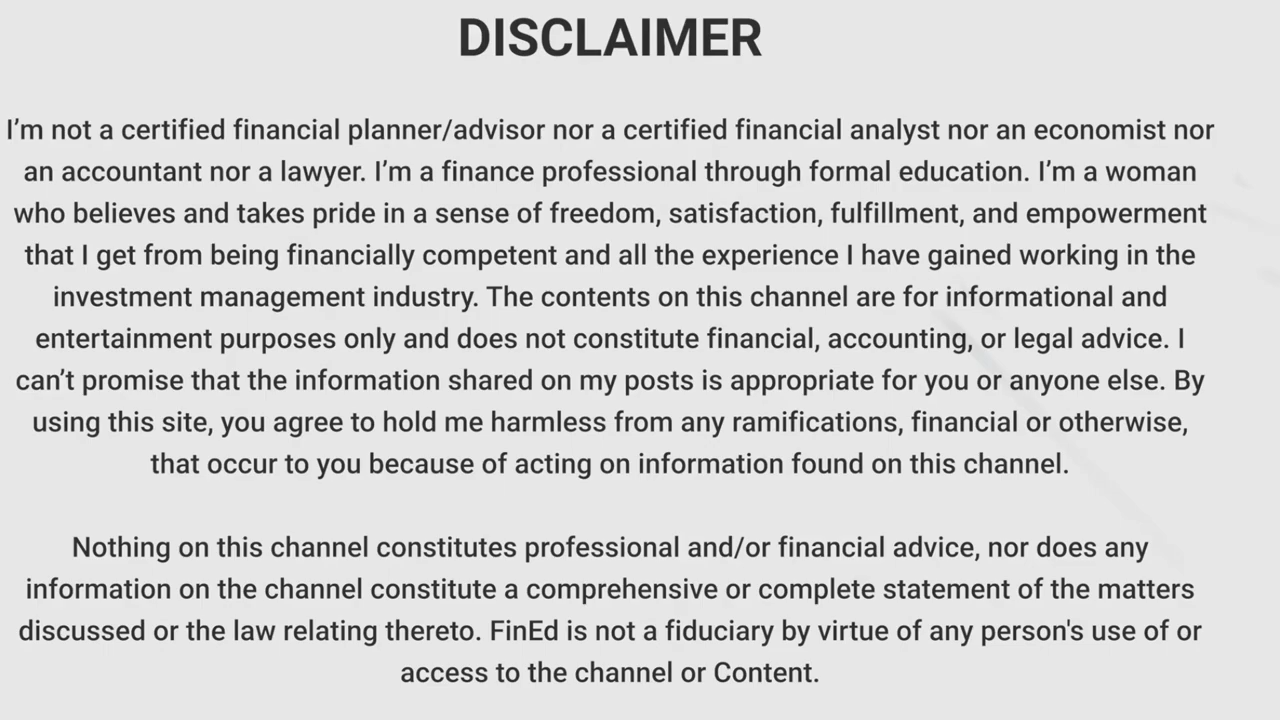 DISCLAIMER
I’m not a certified financial planner/advisor nor a certified financial analyst nor an economist nor
an accountant nor a lawyer. I’m a finance professional through formal education. I’m a woman
who believes and takes pride in a sense of freedom, satisfaction, fulfillment, and empowerment
that I get from being financially competent and all the experience I have gained working in the
investment management industry. The contents on this channel are for informational and
entertainment purposes only and does not constitute financial, accounting, or legal advice. I
can’t promise that the information shared on my posts is appropriate for you or anyone else. By
using this site, you agree to hold me harmless from any ramifications, financial or otherwise,
that occur to you because of acting on information found on this channel.
Nothing on this channel constitutes professional and/or financial advice, nor does any
information on the channel constitute a comprehensive or complete statement of the matters
discussed or the law relating thereto. FinEd is not a fiduciary by virtue of any person's use of or
access to the channel or Content.